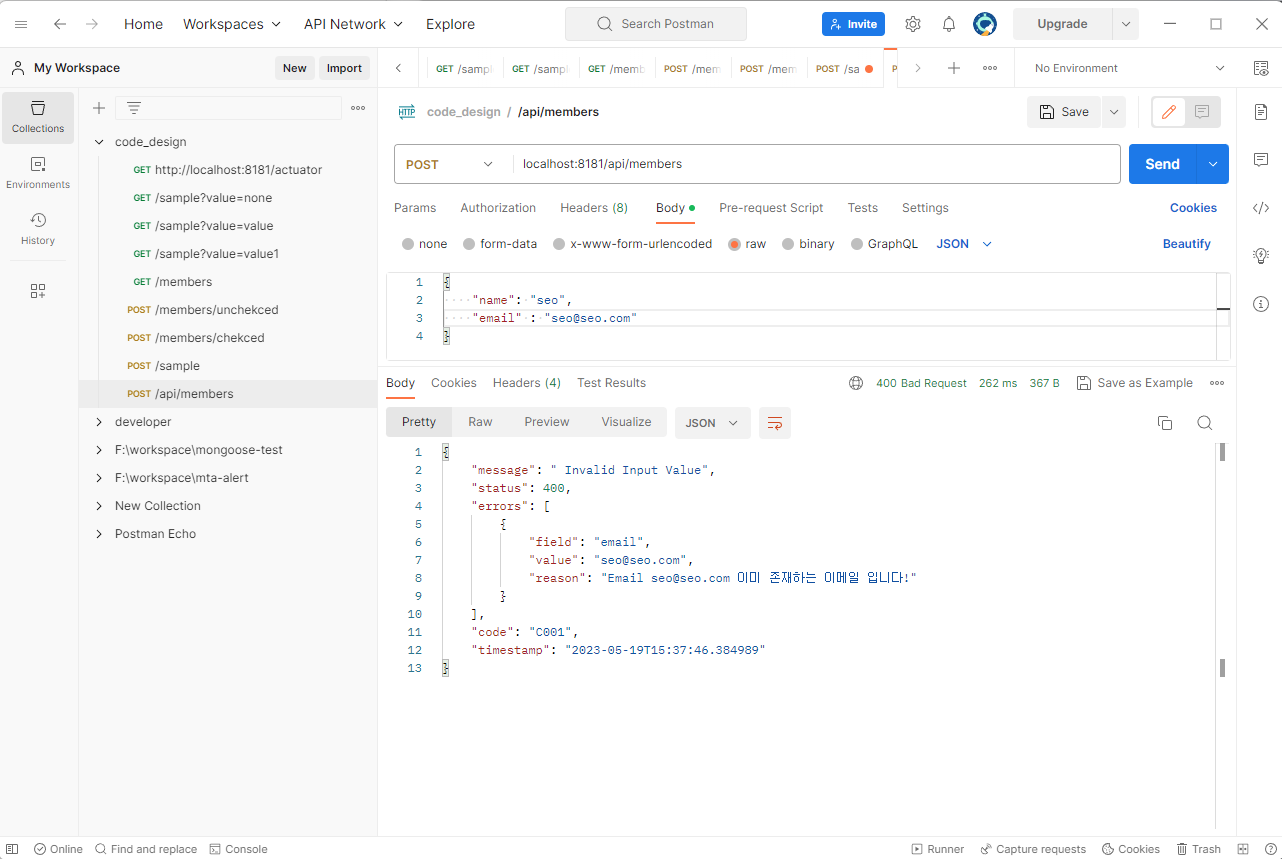 Home Workspaces API Network Explore Search Postman Invite Upgrade
My Workspace New Import GET /sampl GET /sampl GET /memb POST /mem POST /mem POST /sa No Environment
Collections
Environments
History
code_design
GET http://localhost:8181/actuator
GET /sample?value=none
GET /sample?value=value
GET /sample?value=value1
GET /members
POST /members/unchekced
POST /members/chekced
POST /sample
POST /api/members
developer
F:\workspace\mongoose-test
F:\workspace\mta-alert
New Collection
Postman Echo
HTTP code_design / /api/members Save
POST localhost:8181/api/members Send
Params Authorization Headers (8) Body Pre-request Script Tests Settings Cookies
none form-data x-www-form-urlencoded raw binary GraphQL JSON Beautify
1 {
2 "name": "seo",
3 "email" : "seo@seo.com"
4 }
Body Cookies Headers (4) Test Results 400 Bad Request 262 ms 367 B Save as Example
Pretty Raw Preview Visualize JSON
1 {
2 "message": " Invalid Input Value",
3 "status": 400,
4 "errors": [
5 {
6 "field": "email",
7 "value": "seo@seo.com",
8 "reason": "Email seo@seo.com 이미 존재하는 이메일 입니다!"
9 }
10 ],
11 "code": "C001",
12 "timestamp": "2023-05-19T15:37:46.384989"
13 }
Online Find and replace Console Runner Capture requests Cookies Trash